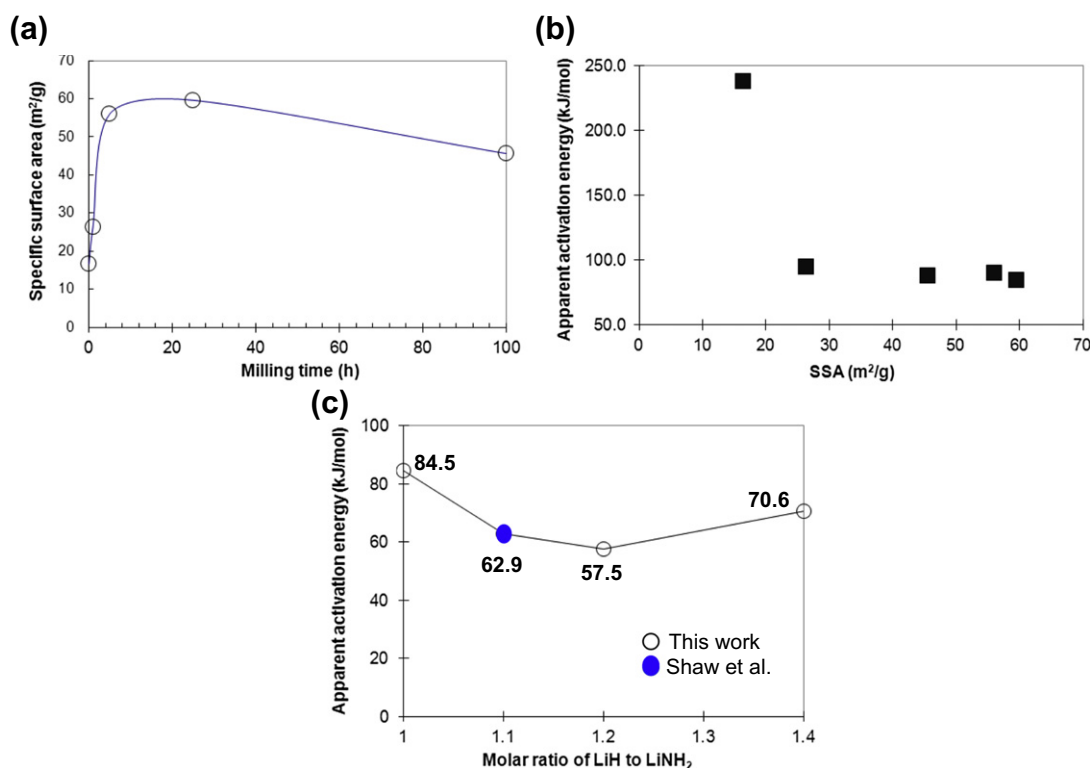 (a)
Specific surface area (m²/g)
70
60
50
40
30
20
10
0
0 20 40 60 80 100
Milling time (h)
(b)
Apparent activation energy (kJ/mol)
250.0
200.0
150.0
100.0
50.0
0 10 20 30 40 50 60 70
SSA (m²/g)
(c)
Apparent activation energy (kJ/mol)
100
80
60
40
20
0
84.5
62.9
57.5
70.6
This work
Shaw et al.
1 1.1 1.2 1.3 1.4
Molar ratio of LiH to LiNH₂